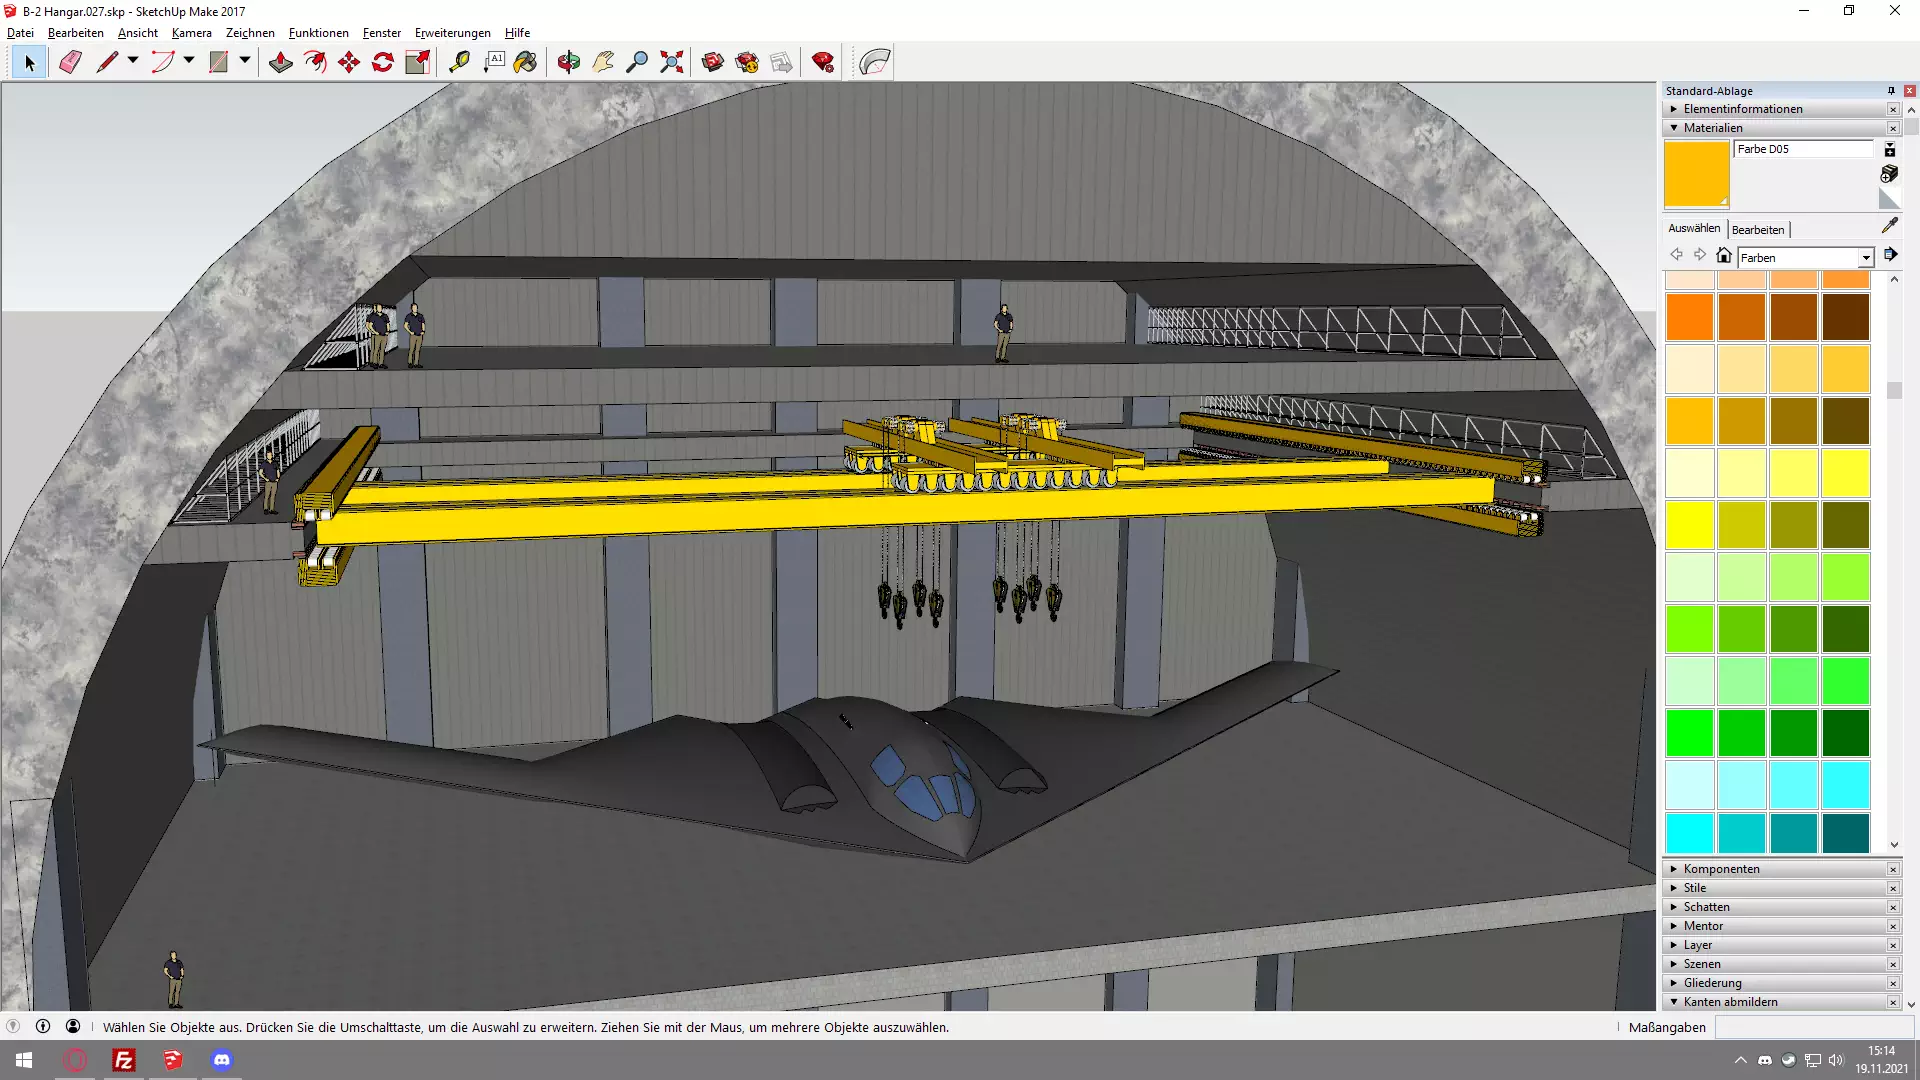 B-2 Hangar.027.skp - SketchUp Make 2017
Datei Bearbeiten Ansicht Kamera Zeichnen Funktionen Fenster Erweiterungen Hilfe
A1
Standard-Ablage
Elementinformationen
Materialien
Farbe D05
Auswählen Bearbeiten
Farben
Komponenten
Stile
Schatten
Mentor
Layer
Szenen
Gliederung
Kanten abmildern
Wählen Sie Objekte aus. Drücken Sie die Umschalttaste, um die Auswahl zu erweitern. Ziehen Sie mit der Maus, um mehrere Objekte auszuwählen.
Maßangaben
Fz
15:14
19.11.2021